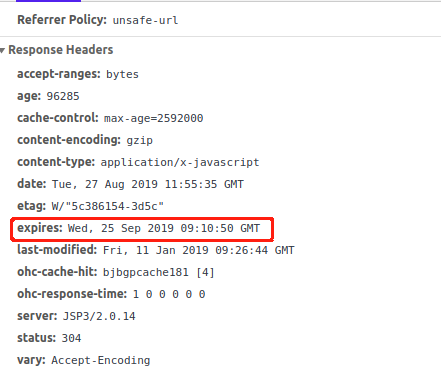 Referrer Policy: unsafe-url
Response Headers
accept-ranges: bytes
age: 96285
cache-control: max-age=2592000
content-encoding: gzip
content-type: application/x-javascript
date: Tue, 27 Aug 2019 11:55:35 GMT
etag: W/"5c386154-3d5c"
expires: Wed, 25 Sep 2019 09:10:50 GMT
last-modified: Fri, 11 Jan 2019 09:26:44 GMT
ohc-cache-hit: bjbgpcache181 [4]
ohc-response-time: 1 0 0 0 0 0
server: JSP3/2.0.14
status: 304
vary: Accept-Encoding